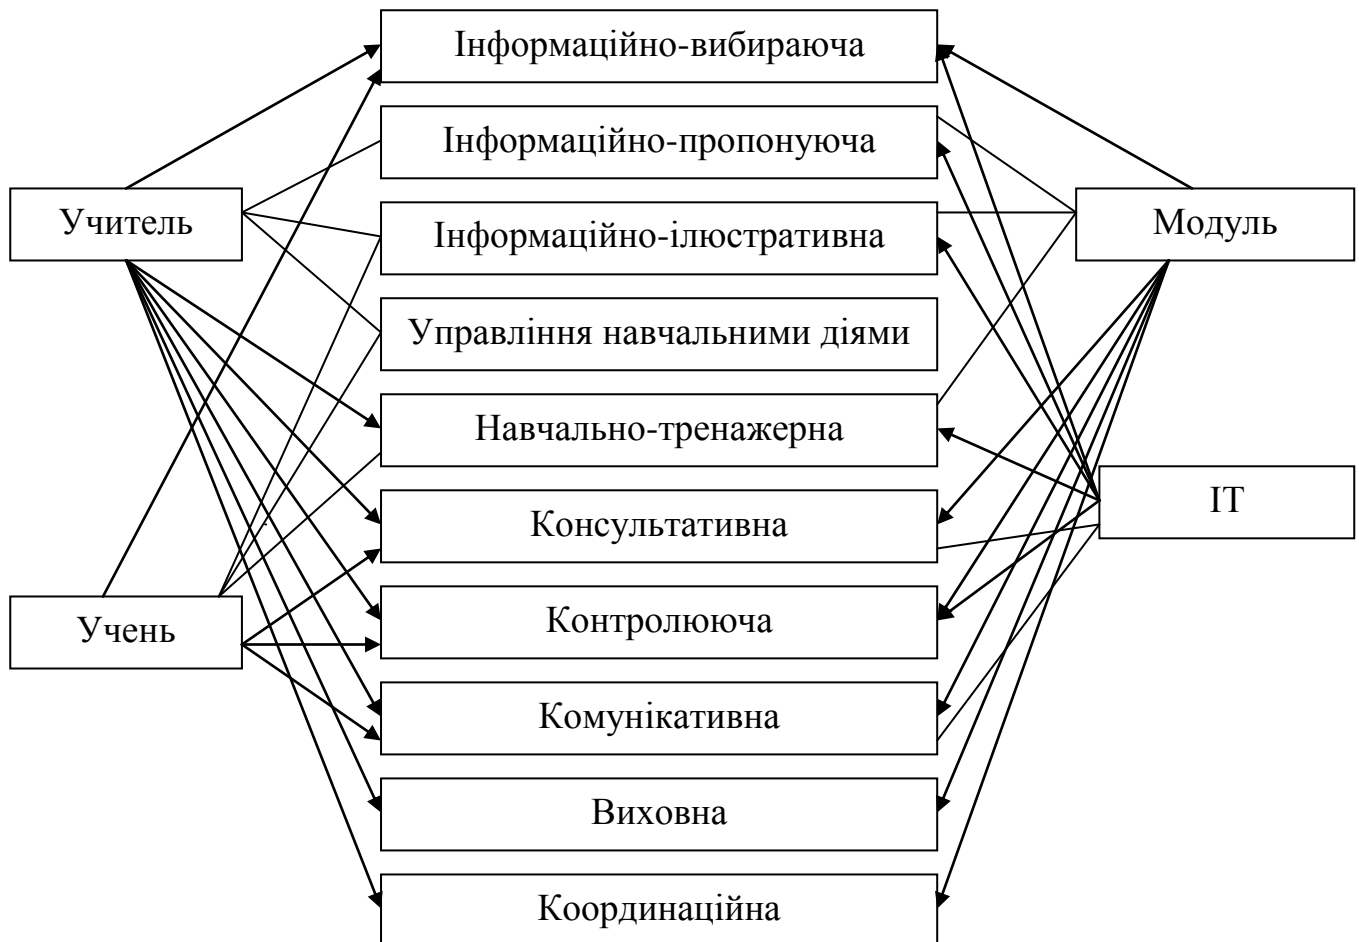 Інформаційно-вибираюча
Інформаційно-пропонуюча
Учитель
Інформаційно-ілюстративна
Модуль
Управління навчальними діями
Навчально-тренажерна
Консультативна
ІТ
Учень
Контролююча
Комунікативна
Виховна
Координаційна